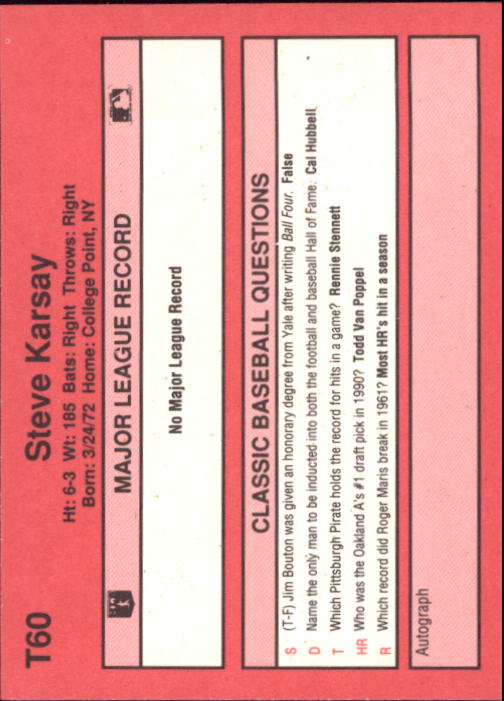 T60 Steve Karsay
Ht: 6-3 Wt: 185 Bats: Right Throws: Right
Born: 3/24/72 Home: College Point, NY
MAJOR LEAGUE RECORD
No Major League Record
CLASSIC BASEBALL QUESTIONS
S (T-F) Jim Bouton was given an honorary degree from Yale after writing Ball Four. False
D Name the only man to be inducted into both the football and baseball Hall of Fame: Cal Hubbell
T Which Pittsburgh Pirate holds the record for hits in a game? Rennie Stennett
HR Who was the Oakland A's #1 draft pick in 1990? Todd Van Poppel
R Which record did Roger Maris break in 1961? Most HR's hit in a season
Autograph